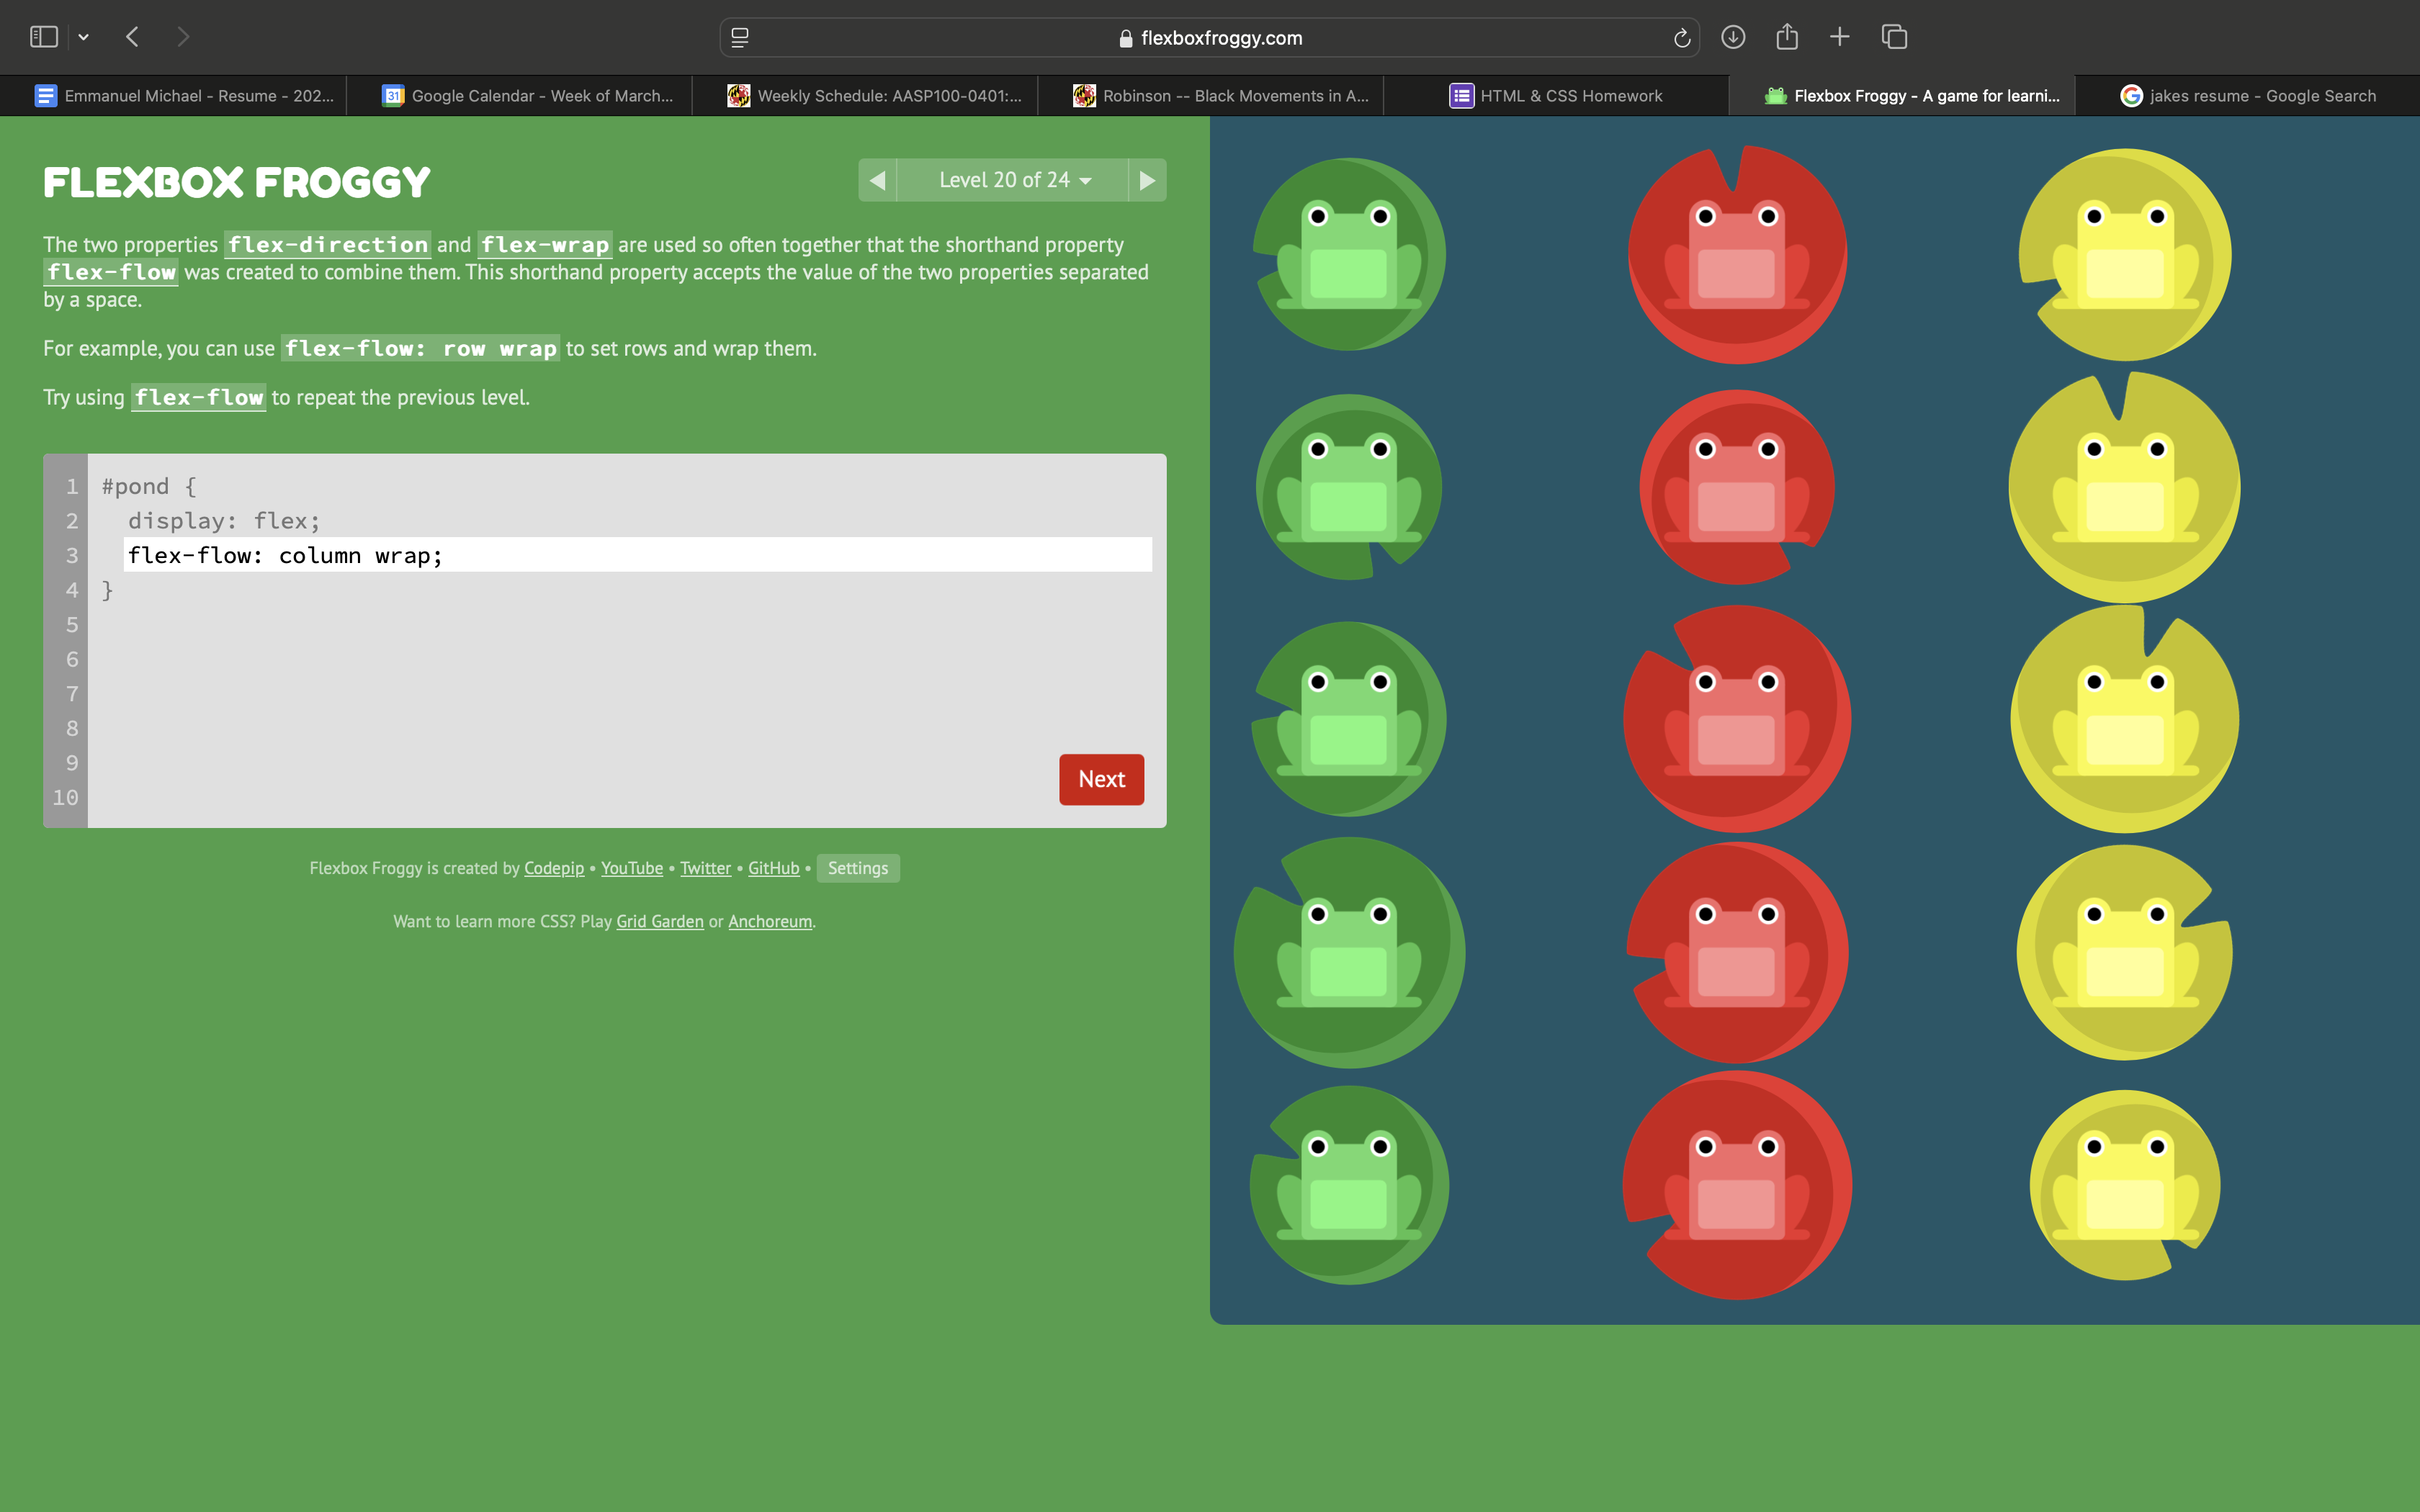 flexboxfroggy.com
Emmanuel Michael - Resume - 202...
31
Google Calendar - Week of March...
Weekly Schedule: AASP100-0401:...
Robinson -- Black Movements in A...
HTML & CSS Homework
Flexbox Froggy - A game for learni...
jakes resume - Google Search
FLEXBOX FROGGY
Level 20 of 24
The two properties flex-direction and flex-wrap are used so often together that the shorthand property
flex-flow was created to combine them. This shorthand property accepts the value of the two properties separated
by a space.
For example, you can use flex-flow: row wrap to set rows and wrap them.
Try using flex-flow to repeat the previous level.
1 #pond {
2 display: flex;
3 flex-flow: column wrap;
4 }
5
6
7
8
9
10
Next
Flexbox Froggy is created by Codepip • YouTube • Twitter • GitHub • Settings
Want to learn more CSS? Play Grid Garden or Anchoreum.